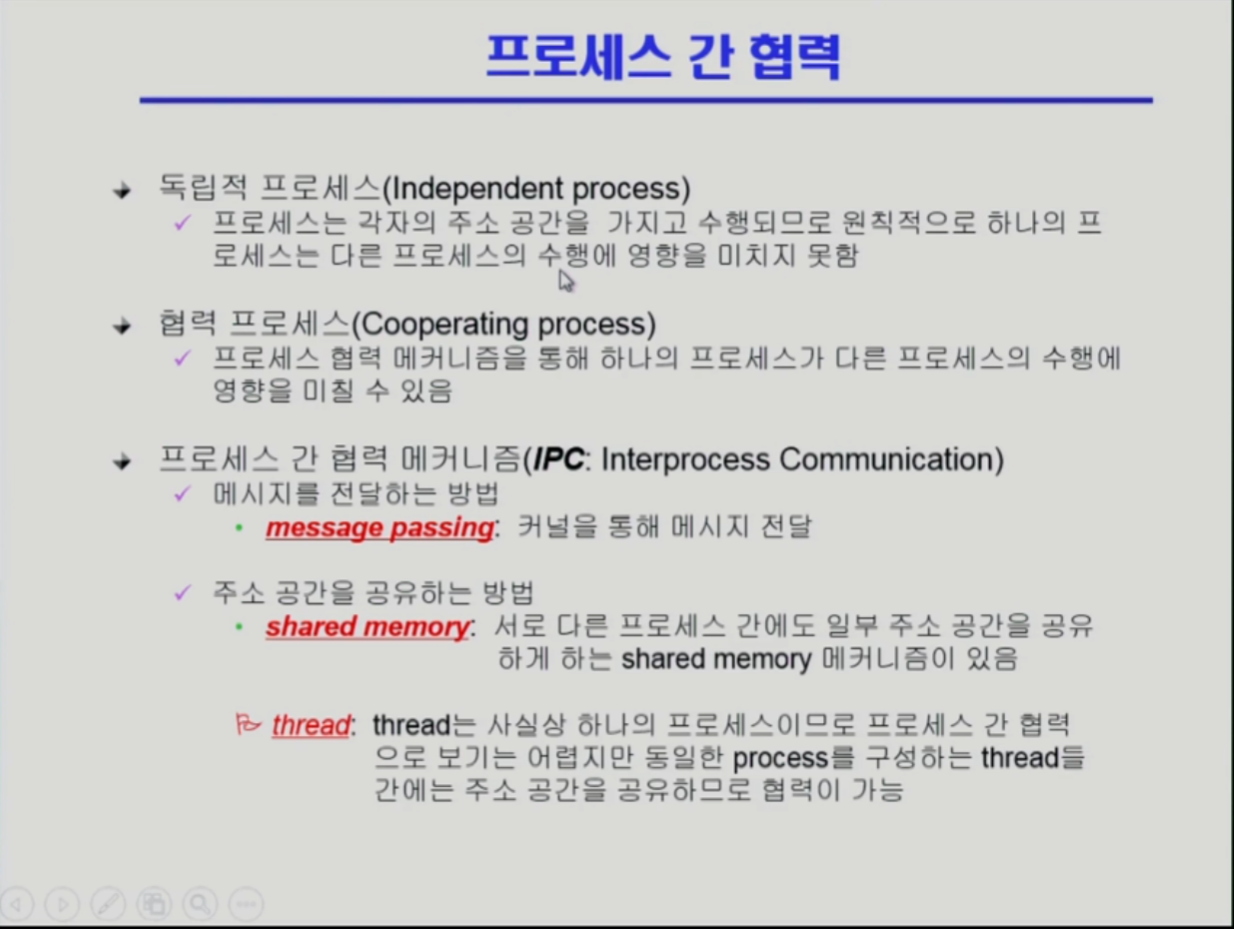 프로세스 간 협력
독립적 프로세스(Independent process)
프로세스는 각자의 주소 공간을 가지고 수행되므로 원칙적으로 하나의 프
로세스는 다른 프로세스의 수행에 영향을 미치지 못함
협력 프로세스(Cooperating process)
프로세스 협력 메커니즘을 통해 하나의 프로세스가 다른 프로세스의 수행에
영향을 미칠 수 있음
프로세스 간 협력 메커니즘(IPC: Interprocess Communication)
메시지를 전달하는 방법
message passing: 커널을 통해 메시지 전달
주소 공간을 공유하는 방법
shared memory: 서로 다른 프로세스 간에도 일부 주소 공간을 공유
하게 하는 shared memory 메커니즘이 있음
thread: thread는 사실상 하나의 프로세스이므로 프로세스 간 협력
으로 보기는 어렵지만 동일한 process를 구성하는 thread들
간에는 주소 공간을 공유하므로 협력이 가능